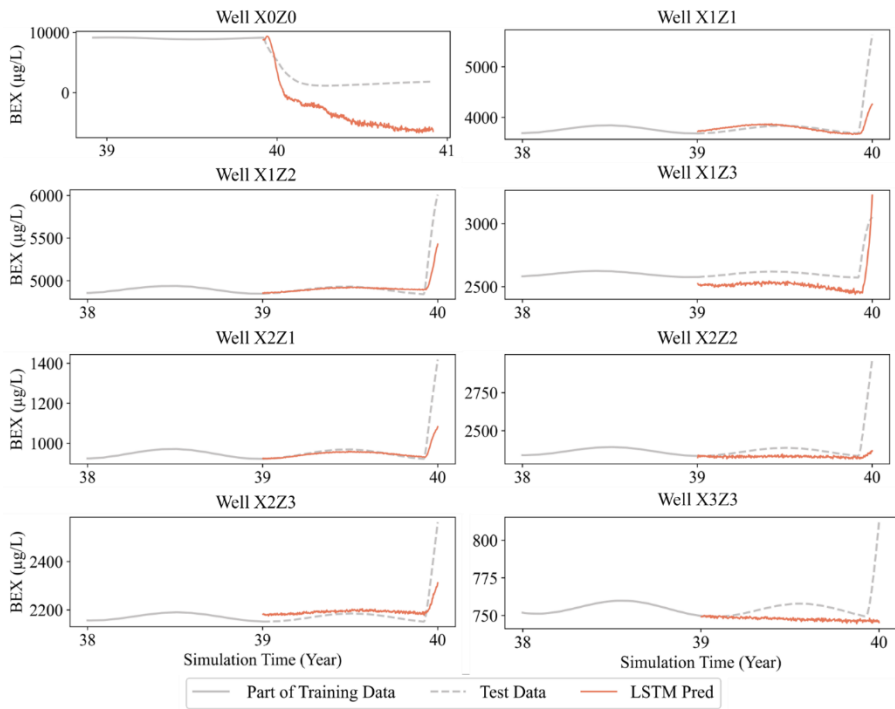 Well X0Z0
BEX (µg/L)
10000
0
39
40
41
Well X1Z1
5000
4000
38
39
40
Well X1Z2
BEX (µg/L)
6000
5500
5000
38
39
40
Well X1Z3
3000
2500
38
39
40
Well X2Z1
BEX (µg/L)
1400
1200
1000
38
39
40
Well X2Z2
2750
2500
38
39
40
Well X2Z3
BEX (µg/L)
2400
2200
38
39
40
Simulation Time (Year)
Well X3Z3
800
775
750
38
39
40
Simulation Time (Year)
Part of Training Data
Test Data
LSTM Pred